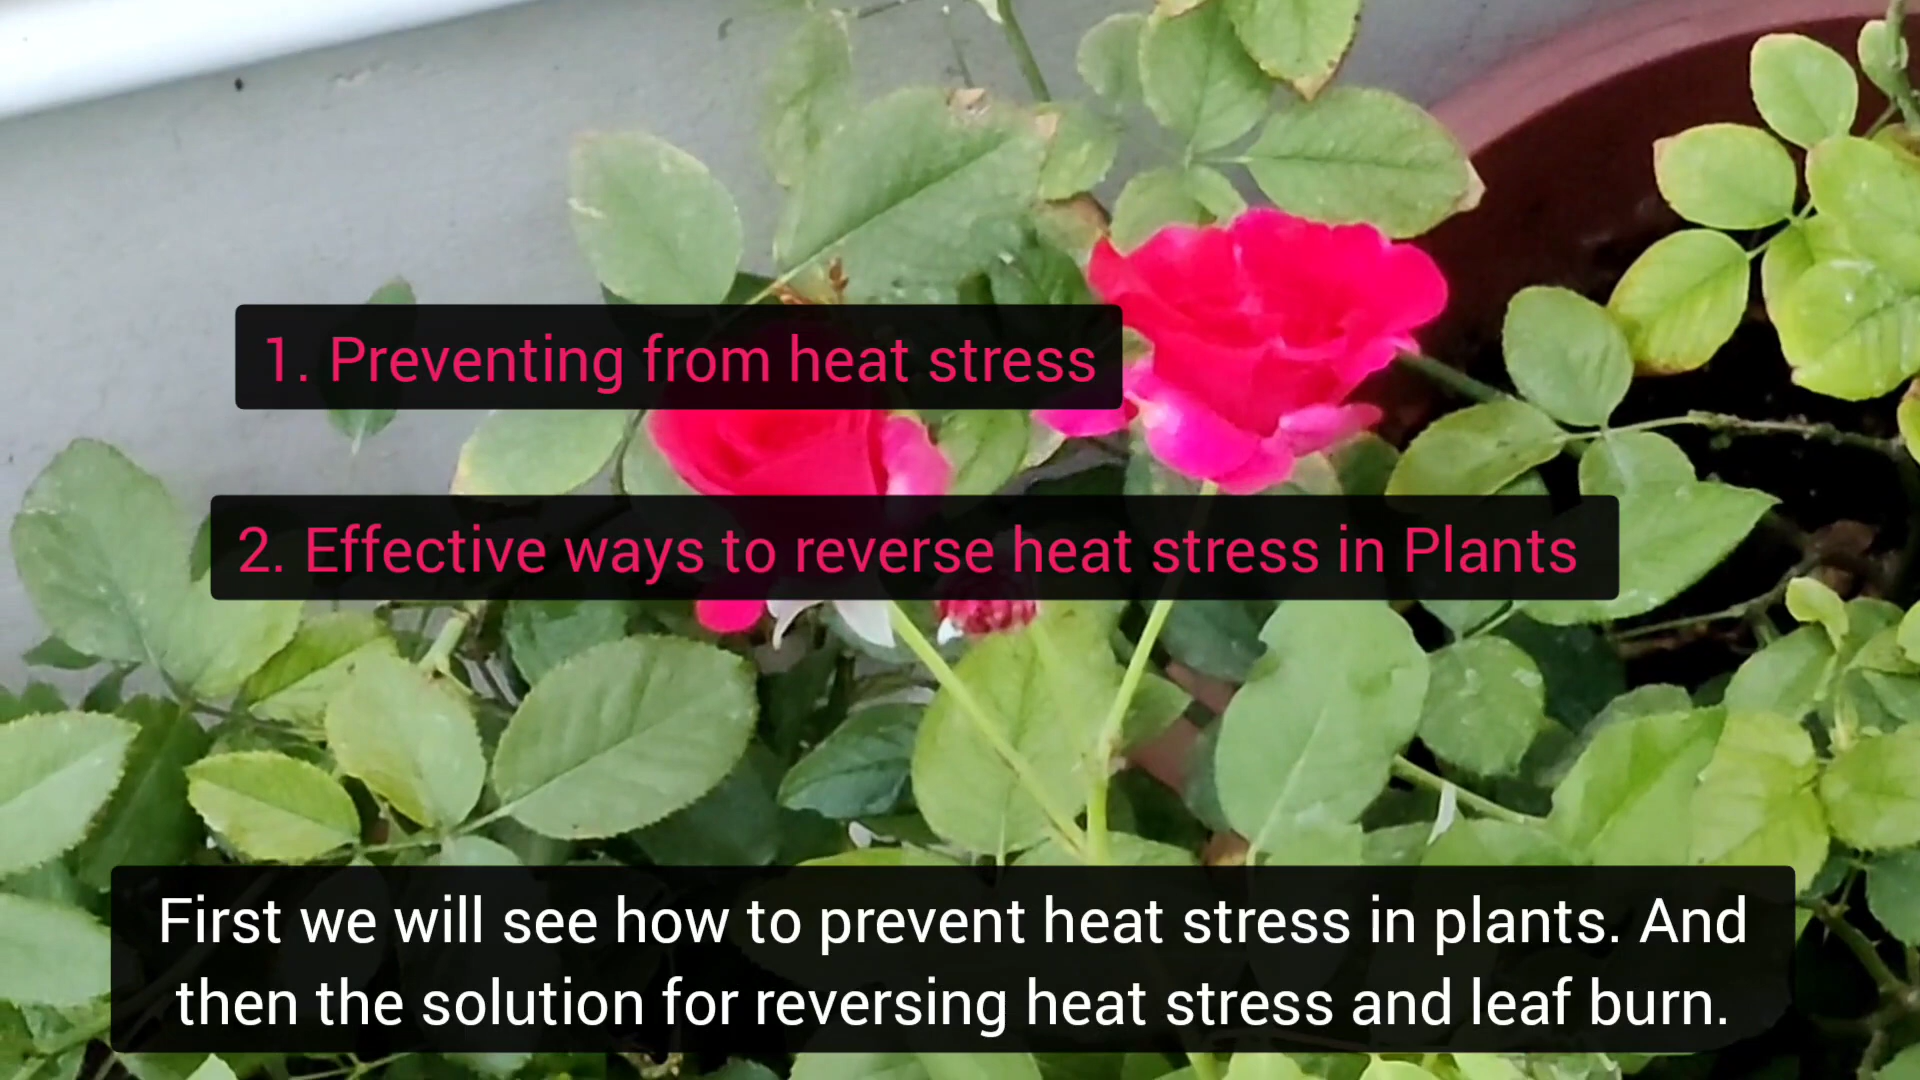 1. Preventing from heat stress
2. Effective ways to reverse heat stress in Plants
First we will see how to prevent heat stress in plants. And
then the solution for reversing heat stress and leaf burn.